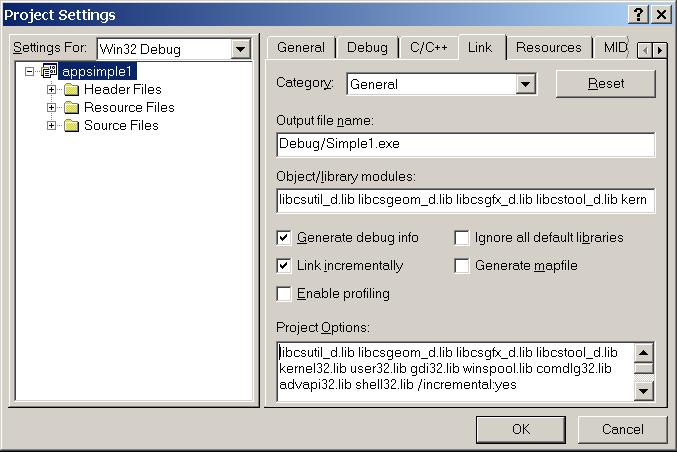 Project Settings
Settings For: Win32 Debug
appsimple1
Header Files
Resource Files
Source Files
General Debug C/C++ Link Resources MID
Category: General Reset
Output file name:
Debug/Simple1.exe
Object/library modules:
libcsutil_d.lib libcsgeom_d.lib libcsgfx_d.lib libcstool_d.lib kern
Generate debug info Ignore all default libraries
Link incrementally Generate mapfile
Enable profiling
Project Options:
libcsutil_d.lib libcsgeom_d.lib libcsgfx_d.lib libcstool_d.lib
kernel32.lib user32.lib gdi32.lib winspool.lib comdlg32.lib
advapi32.lib shell32.lib /incremental:yes
OK Cancel